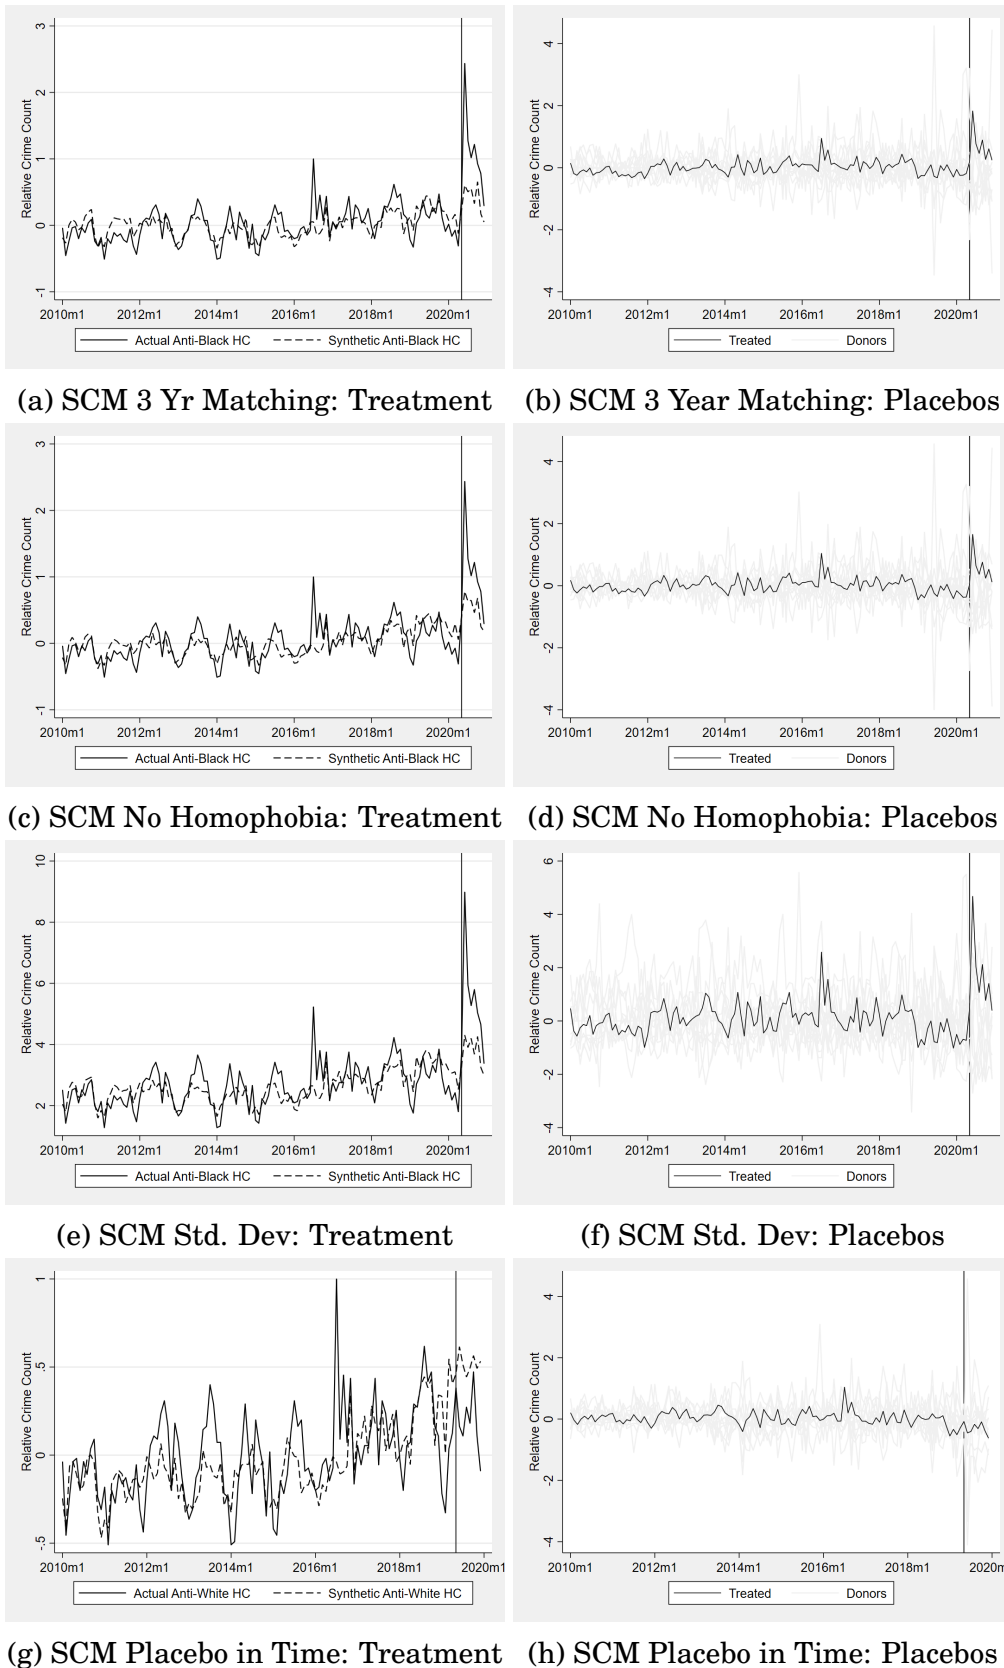 Relative Crime Count
3
2
1
0
-1
2010m1 2012m1 2014m1 2016m1 2018m1 2020m1
Actual Anti-Black HC Synthetic Anti-Black HC
(a) SCM 3 Yr Matching: Treatment
Relative Crime Count
4
2
0
-2
-4
2010m1 2012m1 2014m1 2016m1 2018m1 2020m1
Treated Donors
(b) SCM 3 Year Matching: Placebos
Relative Crime Count
3
2
1
0
-1
2010m1 2012m1 2014m1 2016m1 2018m1 2020m1
Actual Anti-Black HC Synthetic Anti-Black HC
(c) SCM No Homophobia: Treatment
Relative Crime Count
4
2
0
-2
-4
2010m1 2012m1 2014m1 2016m1 2018m1 2020m1
Treated Donors
(d) SCM No Homophobia: Placebos
Relative Crime Count
10
8
6
4
2
2010m1 2012m1 2014m1 2016m1 2018m1 2020m1
Actual Anti-Black HC Synthetic Anti-Black HC
(e) SCM Std. Dev: Treatment
Relative Crime Count
6
4
2
0
-2
-4
2010m1 2012m1 2014m1 2016m1 2018m1 2020m1
Treated Donors
(f) SCM Std. Dev: Placebos
Relative Crime Count
1
.5
0
-.5
2010m1 2012m1 2014m1 2016m1 2018m1 2020m1
Actual Anti-White HC Synthetic Anti-White HC
(g) SCM Placebo in Time: Treatment
Relative Crime Count
4
2
0
-2
-4
2010m1 2012m1 2014m1 2016m1 2018m1 2020m
Treated Donors
(h) SCM Placebo in Time: Placebos